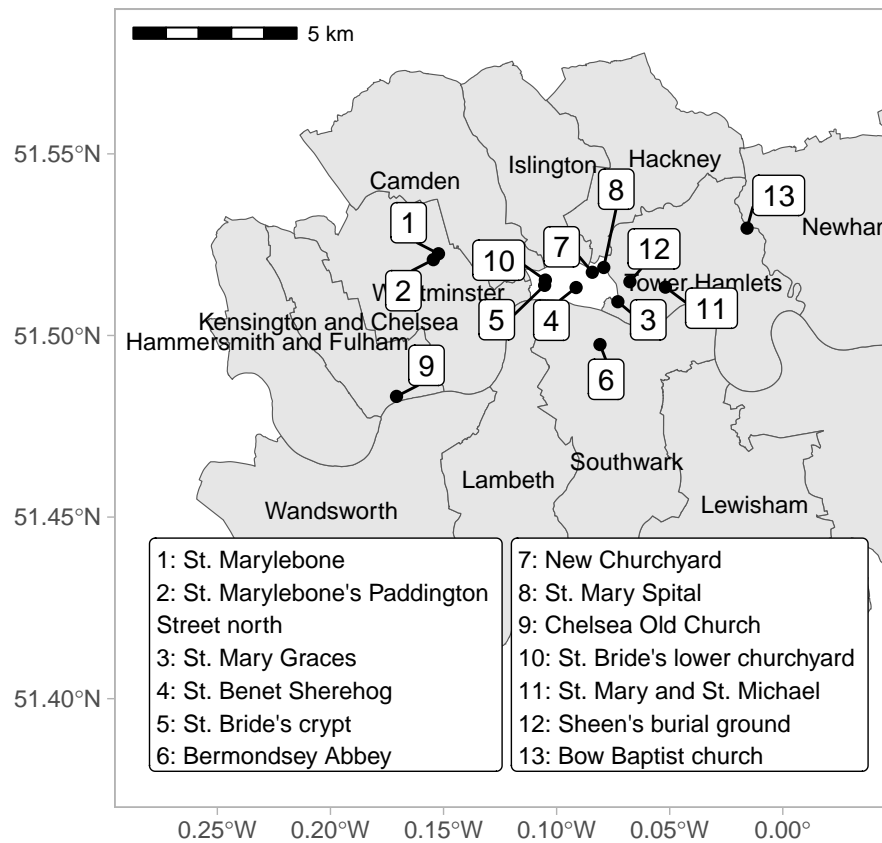 5 km
51.55°N
51.50°N
51.45°N
51.40°N
Hackney
Islington
Camden
8
13
1
Newham
7
12
10
Tower Hamlets
2
Westminster
11
5
4
3
Kensington and Chelsea
Hammersmith and Fulham
9
6
Southwark
Lambeth
Lewisham
Wandsworth
1: St. Marylebone
2: St. Marylebone's Paddington
Street north
3: St. Mary Graces
4: St. Benet Sherehog
5: St. Bride's crypt
6: Bermondsey Abbey
7: New Churchyard
8: St. Mary Spital
9: Chelsea Old Church
10: St. Bride's lower churchyard
11: St. Mary and St. Michael
12: Sheen's burial ground
13: Bow Baptist church
0.25°W
0.20°W
0.15°W
0.10°W
0.05°W
0.00°